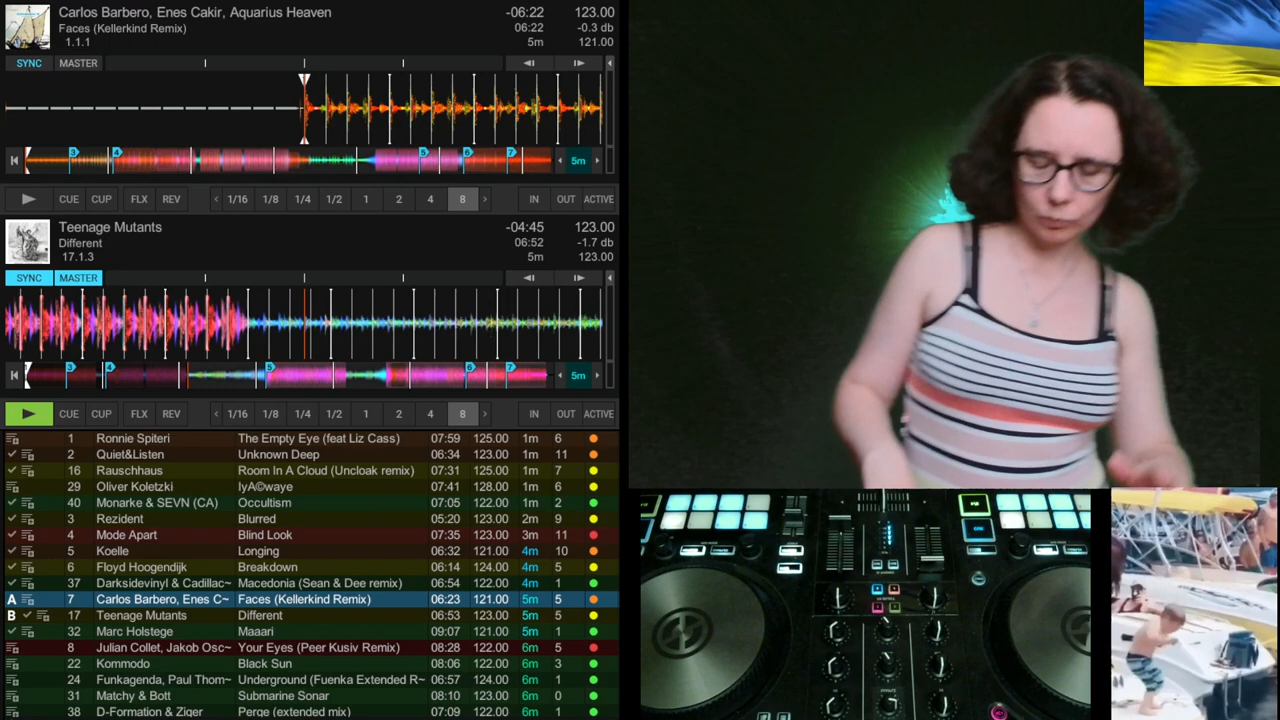 Carlos Barbero, Enes Cakir, Aquarius Heaven -06:22 123.00
Faces (Kellerkind Remix) 06:22 -0.3 db
1.1.1 5m 121.00
SYNC MASTER
3 4 5 6 7 5m
CUE CUP FLX REV 1/16 1/8 1/4 1/2 1 2 4 8 IN OUT ACTIVE
Teenage Mutants -04:45 123.00
Different 06:52 -1.7 db
17.1.3 5m 123.00
SYNC MASTER
3 4 5 6 7 5m
CUE CUP FLX REV 1/16 1/8 1/4 1/2 1 2 4 8 IN OUT ACTIVE
1 Ronnie Spiteri The Empty Eye (feat Liz Cass) 07:59 125.00 1m 6
2 Quiet&Listen Unknown Deep 06:34 123.00 1m 11
16 Rauschhaus Room In A Cloud (Uncloak remix) 07:31 125.00 1m 7
29 Oliver Koletzki IyA©waye 07:41 128.00 1m 6
40 Monarke & SEVN (CA) Occultism 07:05 122.00 1m 2
3 Rezident Blurred 05:20 123.00 2m 9
4 Mode Apart Blind Look 07:35 123.00 3m 11
5 Koelle Longing 06:32 121.00 4m 10
6 Floyd Hoogendijk Breakdown 06:14 124.00 4m 5
37 Darksidevinyl & Cadillac~ Macedonia (Sean & Dee remix) 06:54 122.00 4m 1
A 7 Carlos Barbero, Enes C~ Faces (Kellerkind Remix) 06:23 121.00 5m 5
B 17 Teenage Mutants Different 06:53 123.00 5m 5
32 Marc Holstege Maaari 09:07 121.00 5m 1
8 Julian Collet, Jakob Osc~ Your Eyes (Peer Kusiv Remix) 08:28 122.00 6m 5
22 Kommodo Black Sun 08:06 122.00 6m 3
24 Funkagenda, Paul Thom~ Underground (Fuenka Extended R~ 06:57 124.00 6m 1
31 Matchy & Bott Submarine Sonar 08:10 123.00 6m 0
38 D-Formation & Ziger Perge (extended mix) 07:09 122.00 6m 1